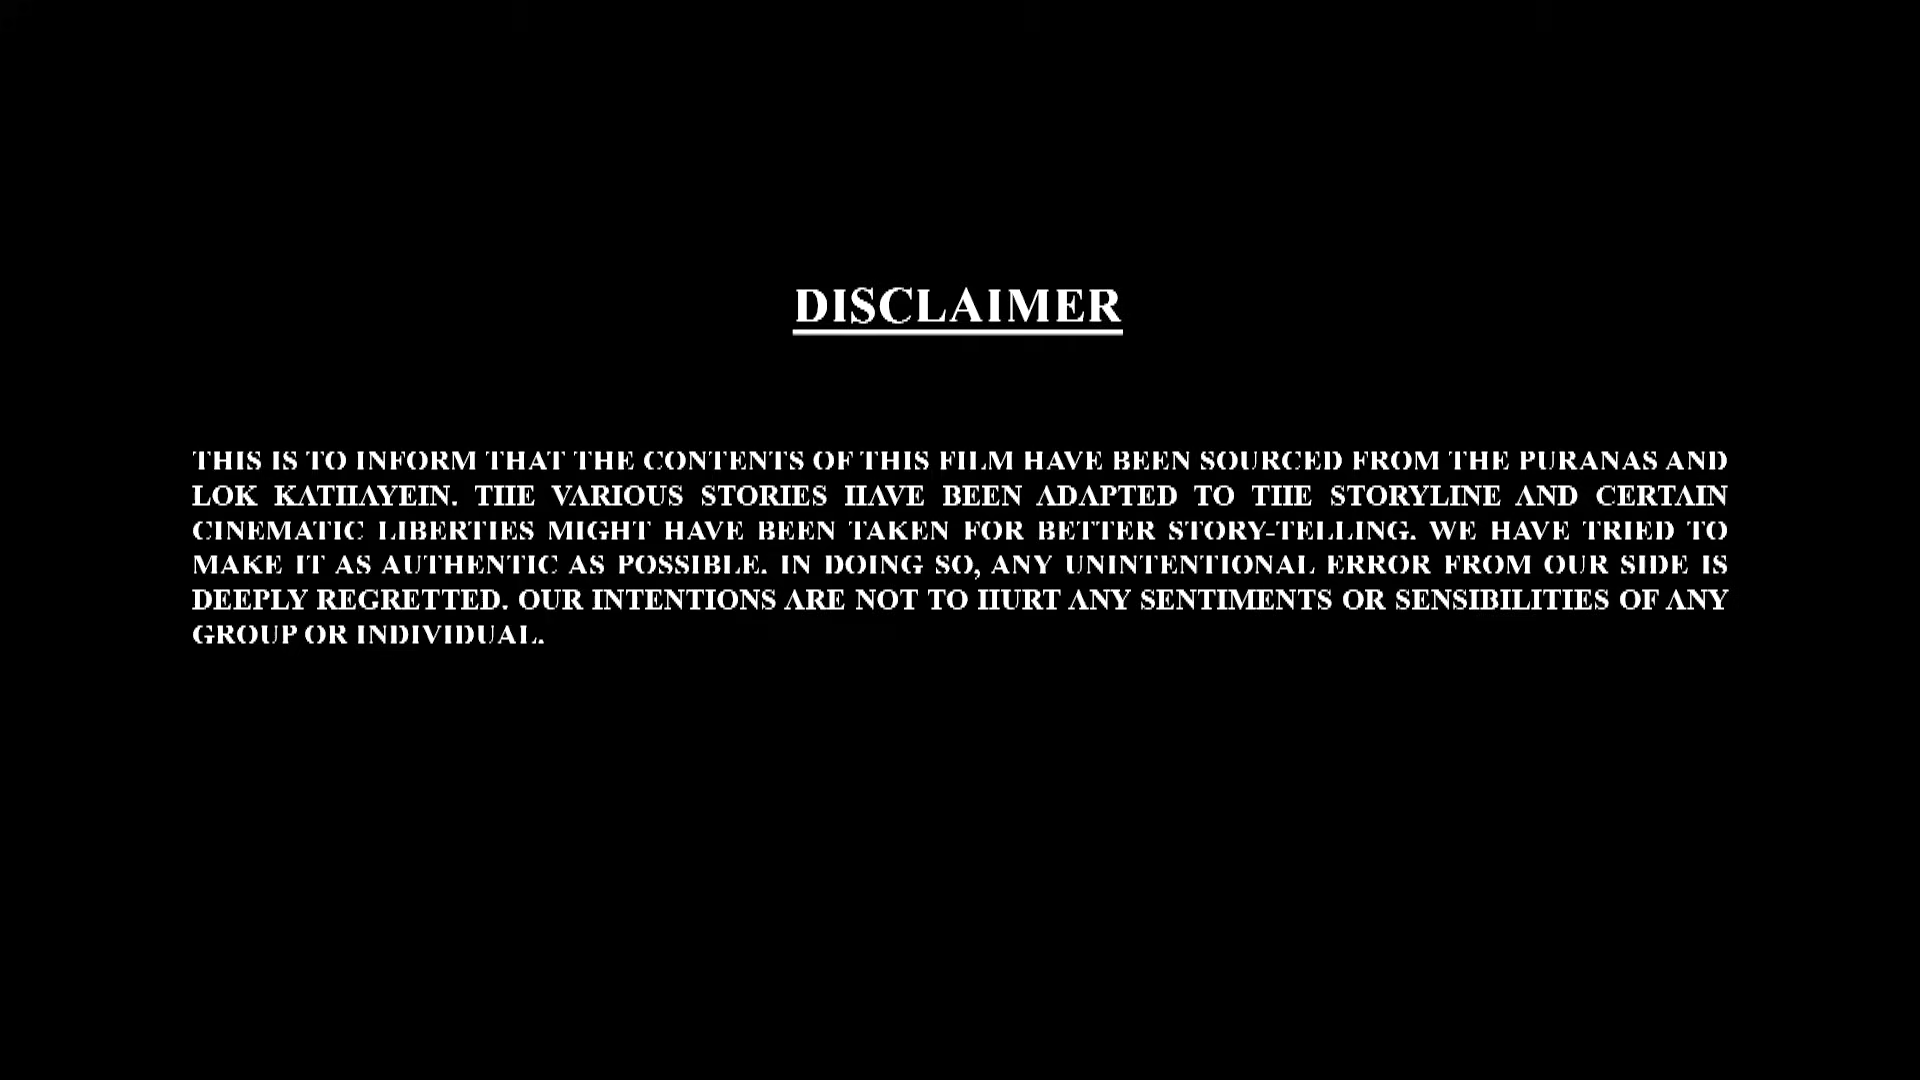 DISCLAIMER
THIS IS TO INFORM THAT THE CONTENTS OF THIS FILM HAVE BEEN SOURCED FROM THE PURANAS AND
LOK KATHAYEIN. THE VARIOUS STORIES HAVE BEEN ADAPTED TO THE STORYLINE AND CERTAIN
CINEMATIC LIBERTIES MIGHT HAVE BEEN TAKEN FOR BETTER STORY-TELLING. WE HAVE TRIED TO
MAKE IT AS AUTHENTIC AS POSSIBLE. IN DOING SO, ANY UNINTENTIONAL ERROR FROM OUR SIDE IS
DEEPLY REGRETTED. OUR INTENTIONS ARE NOT TO HURT ANY SENTIMENTS OR SENSIBILITIES OF ANY
GROUP OR INDIVIDUAL.